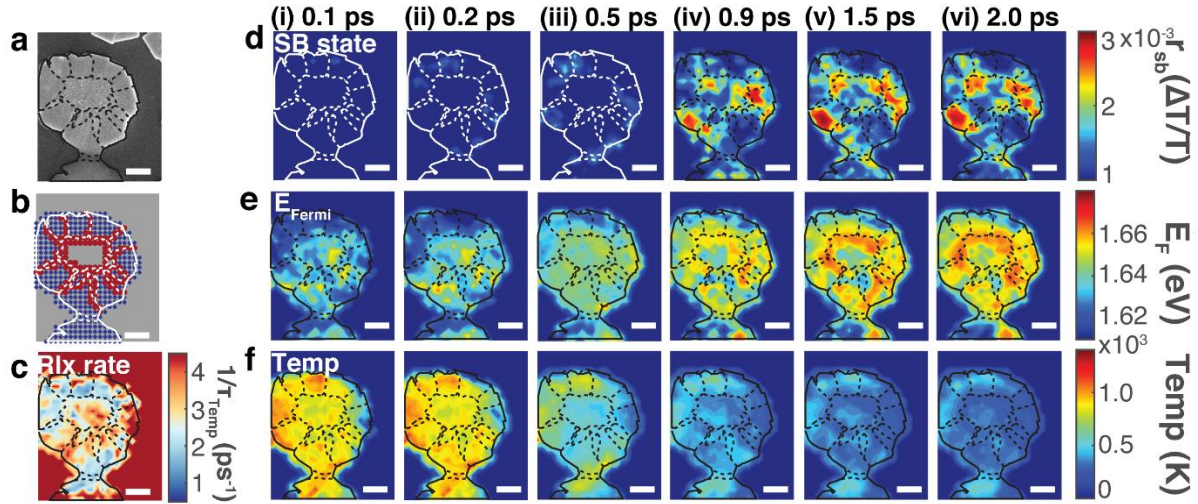 (i) 0.1 ps (ii) 0.2 ps (iii) 0.5 ps (iv) 0.9 ps (v) 1.5 ps (vi) 2.0 ps
a
d SB state
3 x10-3
2
1
rsb(ΔT/T)
b
e EFermi
1.66
1.64
1.62
EF (eV)
c Rlx rate
4
3
2
1
1/τTemp (ps-1)
f Temp
x10³
1.0
0.5
0
Temp (K)